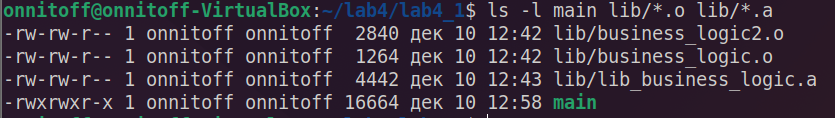 onnitoff@onnitoff-VirtualBox:~/lab4/lab4_1$ ls -l main lib/*.o lib/*.a
-rw-rw-r-- 1 onnitoff onnitoff  2840 дек 10 12:42 lib/business_logic2.o
-rw-rw-r-- 1 onnitoff onnitoff  1264 дек 10 12:42 lib/business_logic.o
-rw-rw-r-- 1 onnitoff onnitoff  4442 дек 10 12:43 lib/lib_business_logic.a
-rwxrwxr-x 1 onnitoff onnitoff 16664 дек 10 12:58 main